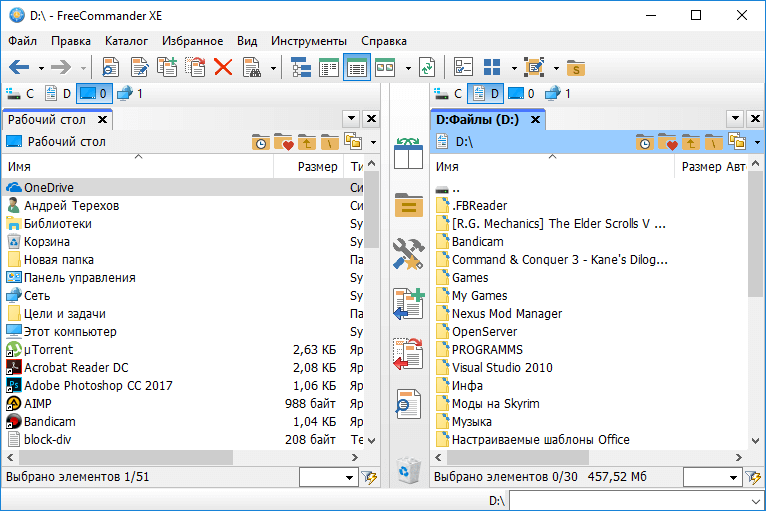 D:\ - FreeCommander XE
Файл Правка Каталог Избранное Вид Инструменты Справка
S
C D 0 1
C D 0 1
Рабочий стол
Рабочий стол
Имя Размер Ти
OneDrive Си
Андрей Терехов Си
Библиотеки Sy
Корзина Sy
Новая папка Па
Панель управления Sy
Сеть Sy
Цели и задачи Па
Этот компьютер Sy
µTorrent 2,63 КБ Яр
Acrobat Reader DC 2,08 КБ Яр
Adobe Photoshop CC 2017 1,06 КБ Яр
AIMP 988 байт Яр
Bandicam 1,04 КБ Яр
block-div 208 байт Те
Выбрано элементов 1/51
D:Файлы (D:)
D:\
Имя Размер Авто
..
.FBReader
[R.G. Mechanics] The Elder Scrolls V ...
Bandicam
Command & Conquer 3 - Kane's Dilog...
Games
My Games
Nexus Mod Manager
OpenServer
PROGRAMMS
Visual Studio 2010
Инфа
Моды на Skyrim
Музыка
Настраиваемые шаблоны Office
Выбрано элементов 0/30 457,52 Мб
D:\